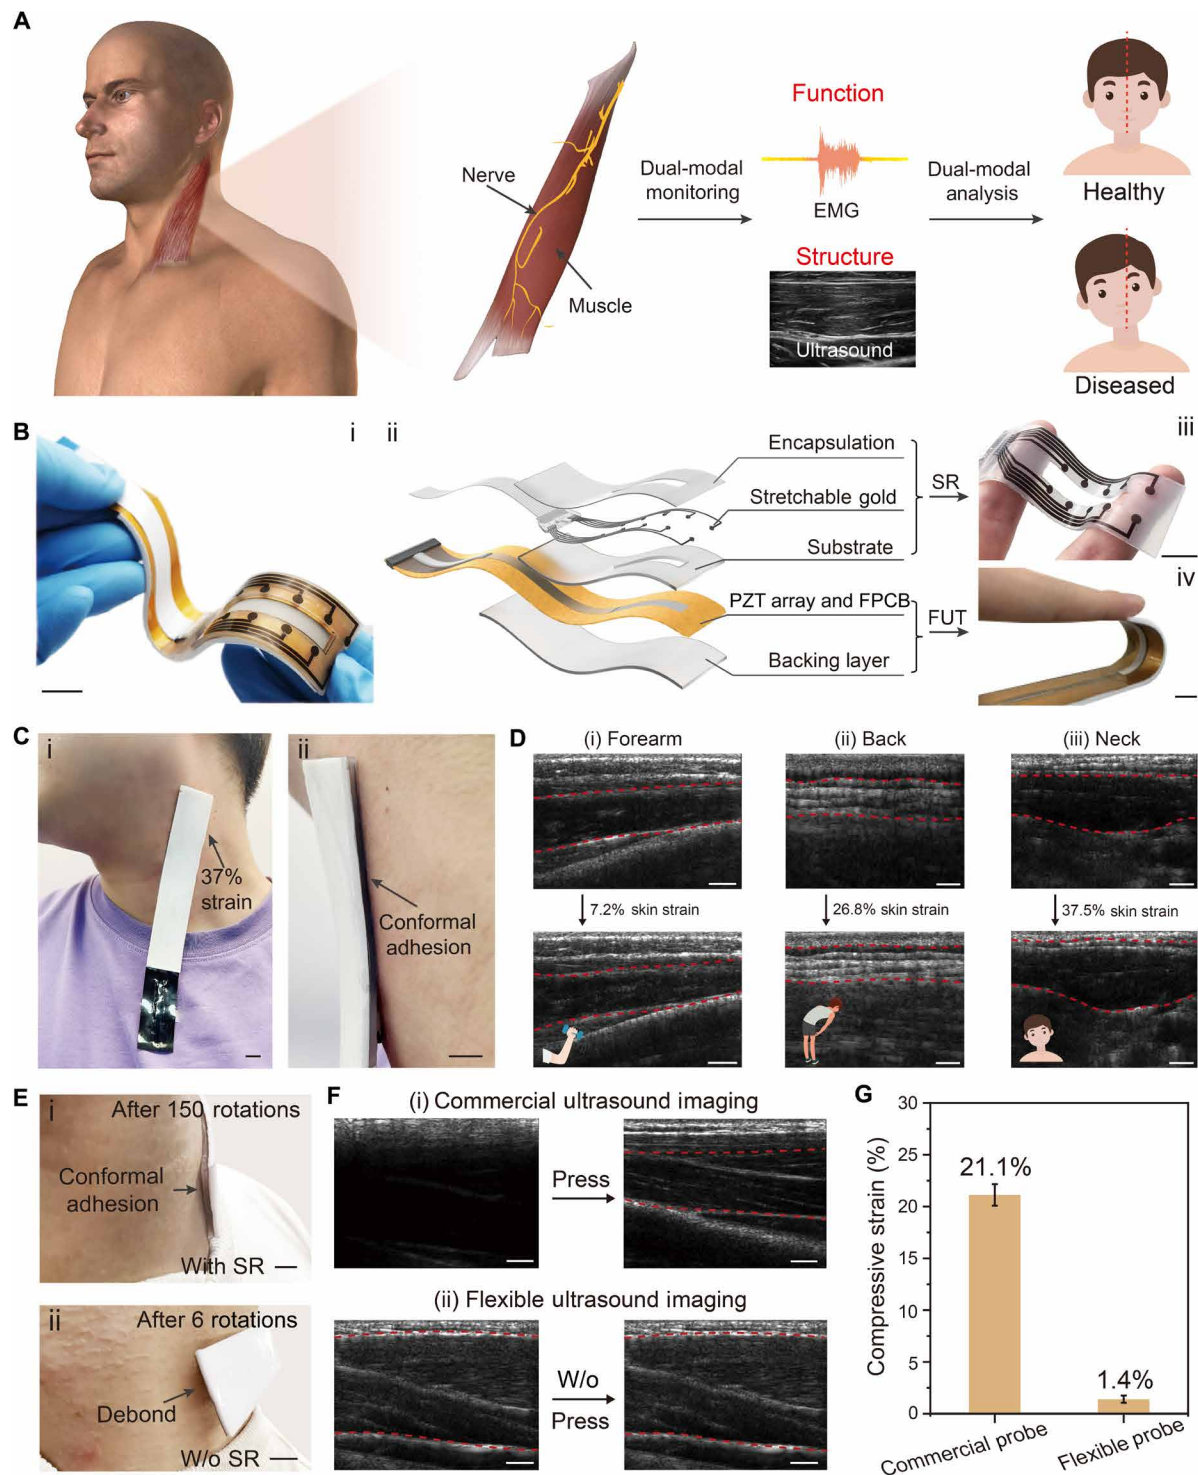 A
Nerve
Muscle
Dual-modal
monitoring
Function
EMG
Structure
Ultrasound
Dual-modal
analysis
Healthy
Diseased
B
i
ii
Encapsulation
Stretchable gold
Substrate
PZT array and FPCB
Backing layer
SR
FUT
iii
iv
C
i
37%
strain
ii
Conformal
adhesion
D
(i) Forearm
(ii) Back
(iii) Neck
7.2% skin strain
26.8% skin strain
37.5% skin strain
E
i
After 150 rotations
Conformal
adhesion
With SR
ii
After 6 rotations
Debond
W/o SR
F
(i) Commercial ultrasound imaging
Press
(ii) Flexible ultrasound imaging
W/o
Press
G
Compressive strain (%)
30
25
20
15
10
5
0
21.1%
1.4%
Commercial probe
Flexible probe